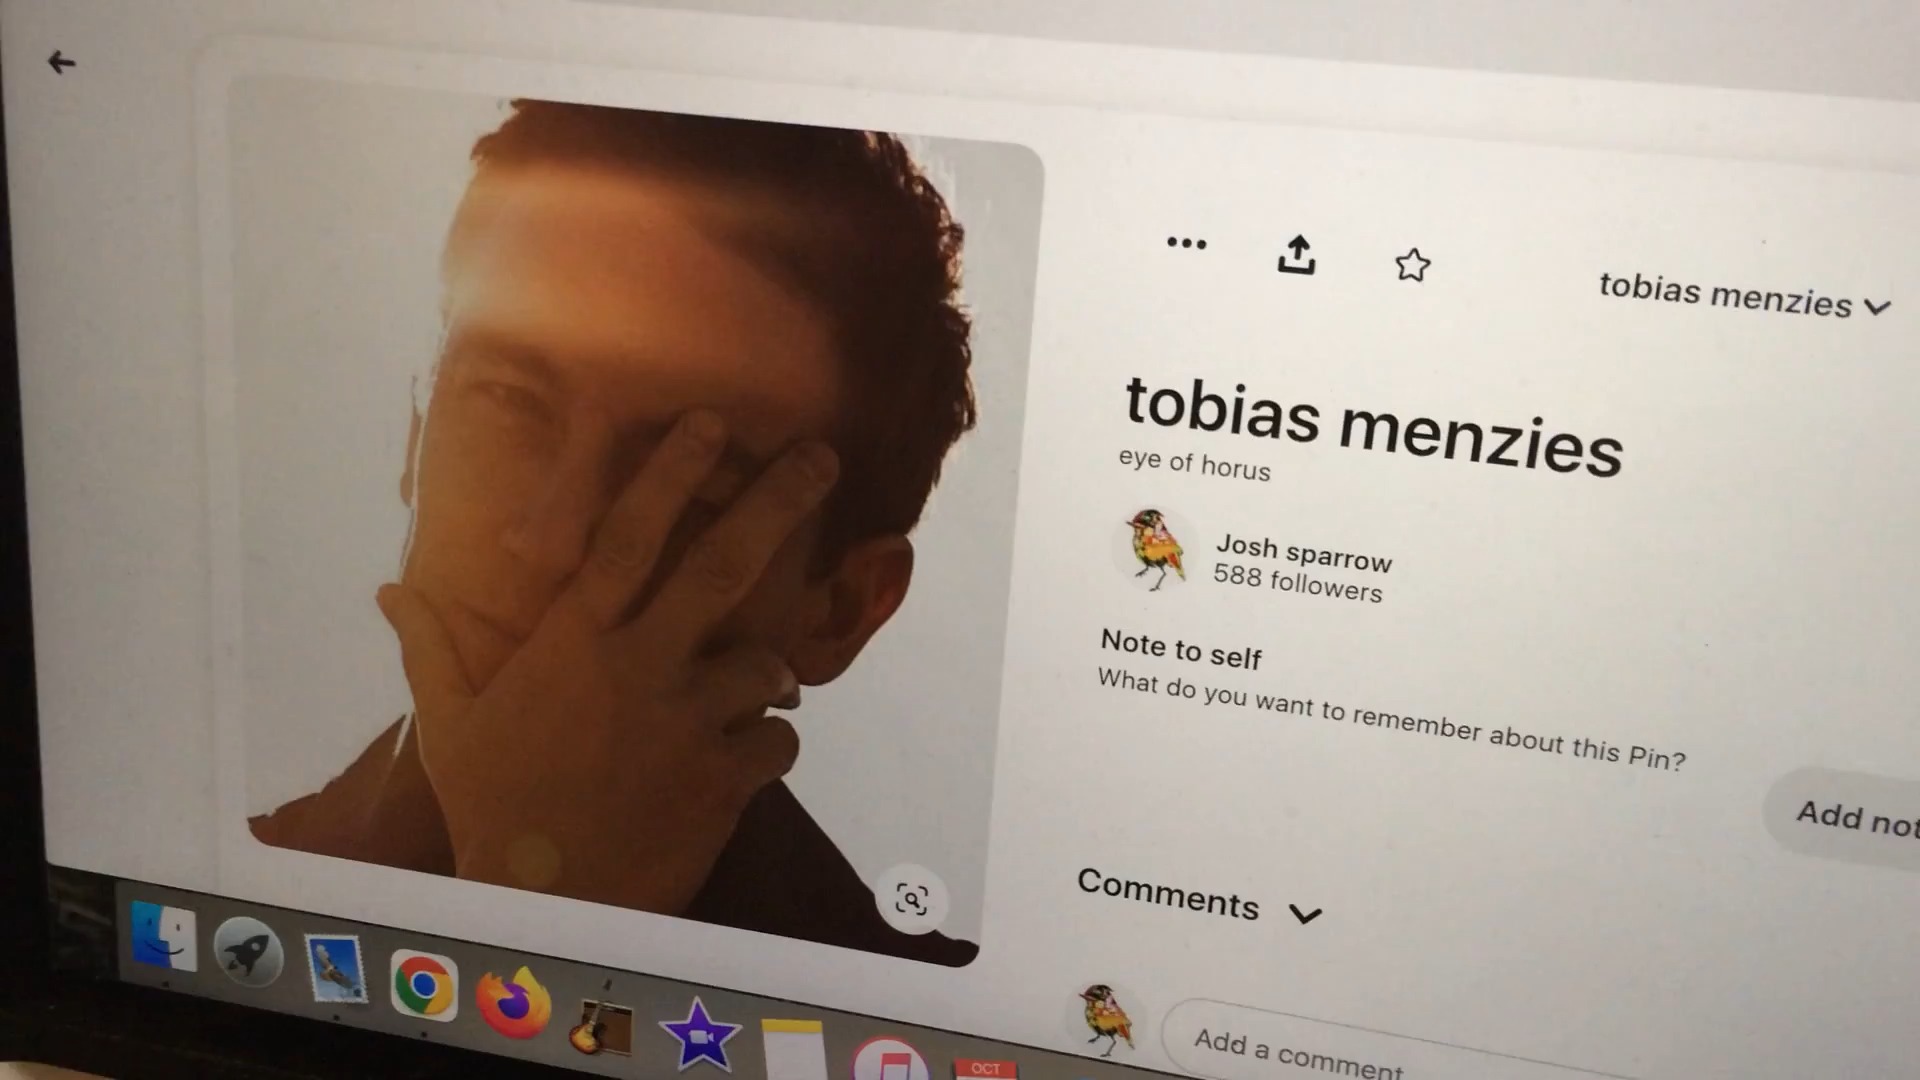 tobias menzies
tobias menzies
eye of horus
Josh sparrow
588 followers
Note to self
What do you want to remember about this Pin?
Add not
Comments
Add a comment
OCT